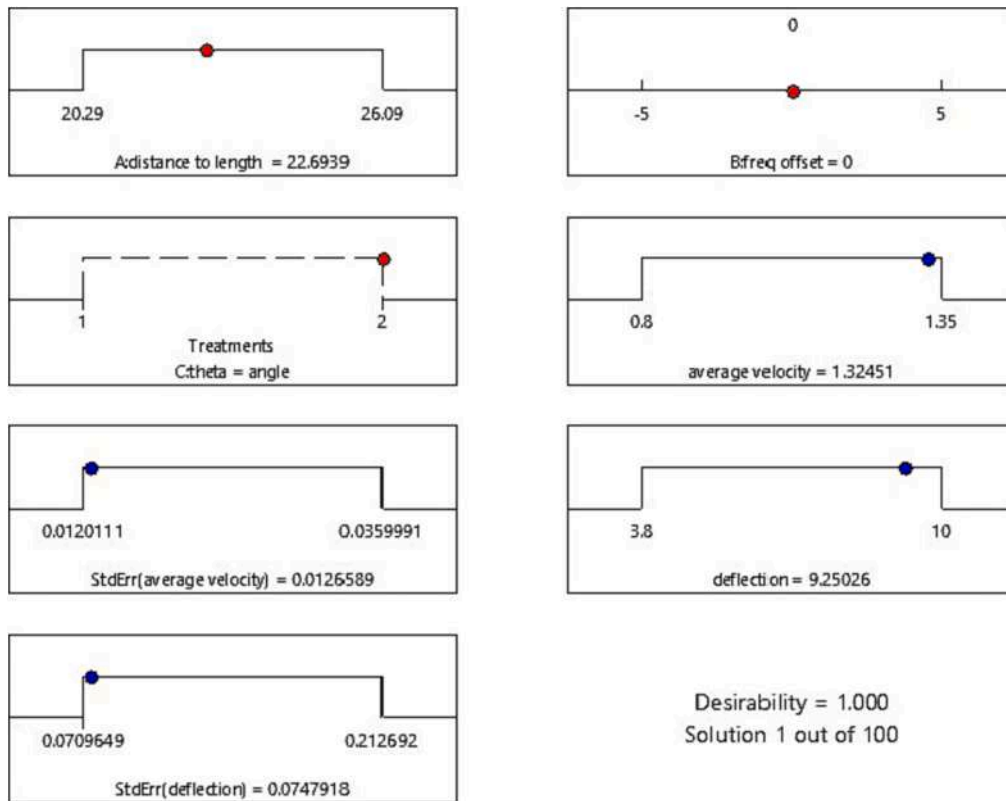 20.29 26.09
A:distance to length = 22.6939
0
-5 5
B:freq offset = 0
1 2
Treatments
C:theta = angle
0.8 1.35
average velocity = 1.32451
0.0120111 0.0359991
StdErr(average velocity) = 0.0126589
3.8 10
deflection = 9.25026
0.0709649 0.212692
StdErr(deflection) = 0.0747918
Desirability = 1.000
Solution 1 out of 100